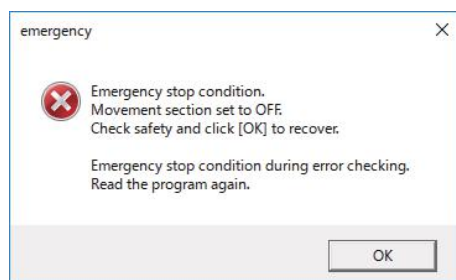 emergency
Emergency stop condition.
Movement section set to OFF.
Check safety and click [OK] to recover.
Emergency stop condition during error checking.
Read the program again.
OK